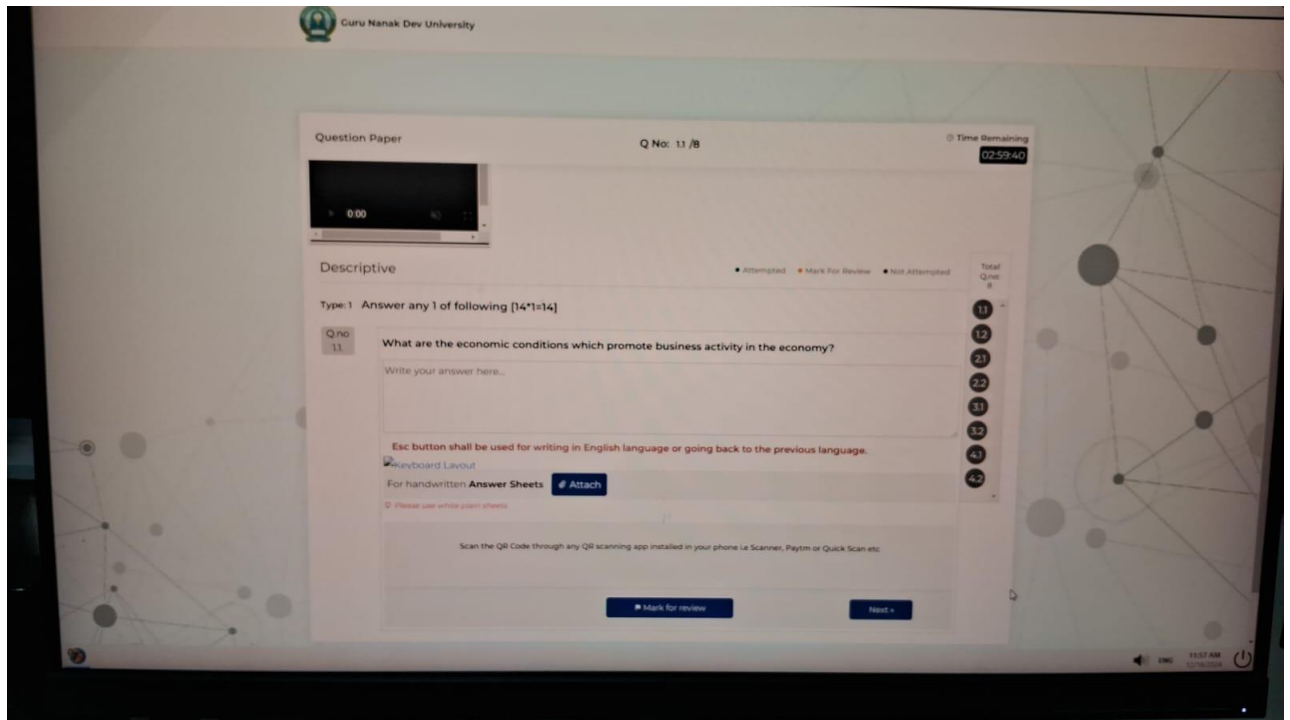 Guru Nanak Dev University
Question Paper
Q No: 1.1 /8
Time Remaining
02:59:40
0:00
Descriptive
Attempted
Mark For Review
Not Attempted
Total
Q.no:
8
Type: 1 Answer any 1 of following [14*1=14]
Q.no
1.1.
What are the economic conditions which promote business activity in the economy?
Write your answer here...
1.1
1.2
2.1
2.2
3.1
3.2
4.1
4.2
Esc button shall be used for writing in English language or going back to the previous language.
Keyboard Layout
For handwritten Answer Sheets
Attach
Please use white plain sheets
Scan the QR Code through any QR scanning app installed in your phone i.e Scanner, Paytm or Quick Scan etc
Mark for review
Next »
ENG
11:57 AM
12/16/2024